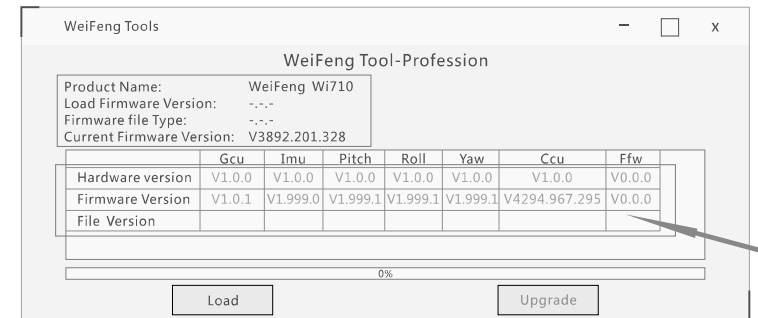 WeiFeng Tools — □ x
WeiFeng Tool-Profession
Product Name: WeiFeng Wi710
Load Firmware Version: -.-.-
Firmware file Type: -.-.-
Current Firmware Version: V3892.201.328
Gcu Imu Pitch Roll Yaw Ccu Ffw
Hardware version V1.0.0 V1.0.0 V1.0.0 V1.0.0 V1.0.0 V1.0.0 V0.0.0
Firmware Version V1.0.1 V1.999.0 V1.999.1 V1.999.1 V1.999.1 V4294.967.295 V0.0.0
File Version
0%
Load Upgrade